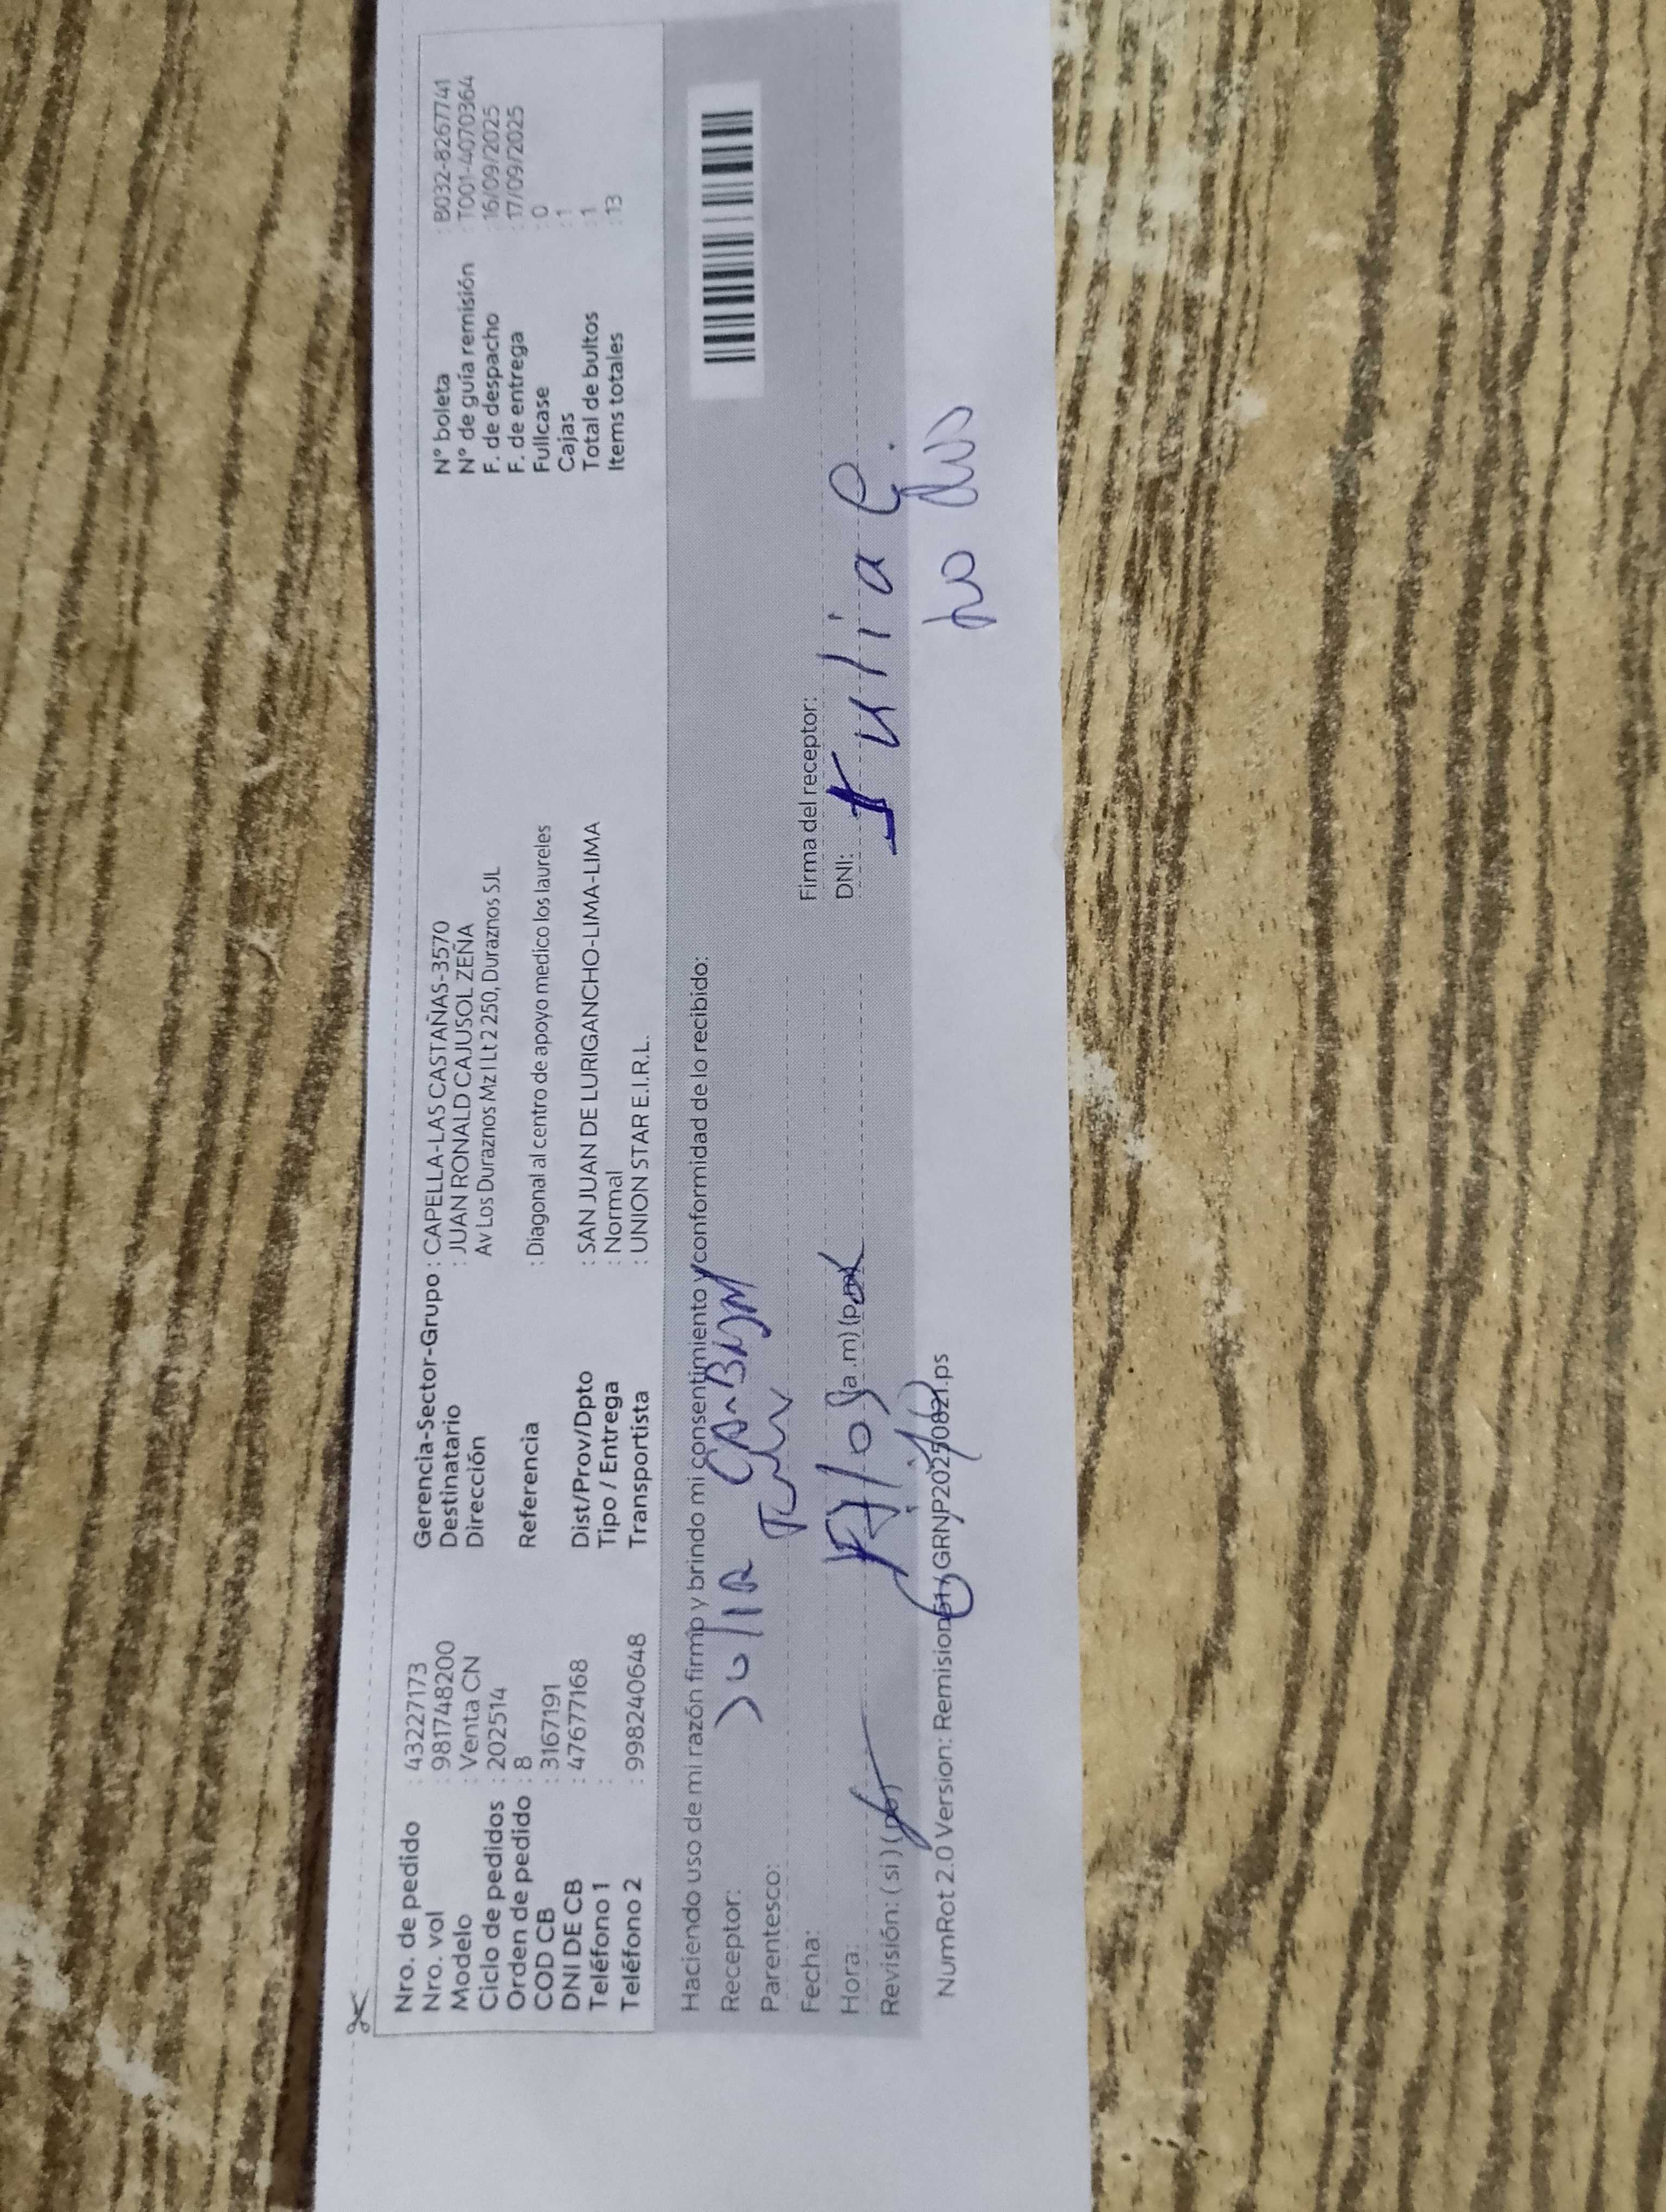 Nro. de pedido : 43227173
Nro. vol : 981748200
Modelo : Venta CN
Ciclo de pedidos : 202514
Orden de pedido : 8
COD CB : 3167191
DNI DE CB : 47677168
Teléfono 1 :
Teléfono 2 : 998240648
Gerencia-Sector-Grupo : CAPELLA-LAS CASTAÑAS-3570
Destinatario : JUAN RONALD CAJUSOL ZEÑA
Dirección Av Los Duraznos Mz I Lt 2 250, Duraznos SJL
Referencia : Diagonal al centro de apoyo medico los laureles
Dist/Prov/Dpto : SAN JUAN DE LURIGANCHO-LIMA-LIMA
Tipo / Entrega : Normal
Transportista : UNION STAR E.I.R.L.
N° boleta : B032-8267741
N° de guía remisión : T001-4070364
F. de despacho : 16/09/2025
F. de entrega : 17/09/2025
Fullcase : 0
Cajas : 1
Total de bultos : 1
Items totales : 13
Haciendo uso de mi razón firmo y brindo mi consentimiento y conformidad de lo recibido:
Receptor: Julia
Parentesco:
Fecha:
Firma del receptor:
Hora: (a.m) (p.m)
DNI: Julia C.
Revisión: ( si ) ( no )
no
NumRot 2.0 Version: Remision GRNP20250821.ps